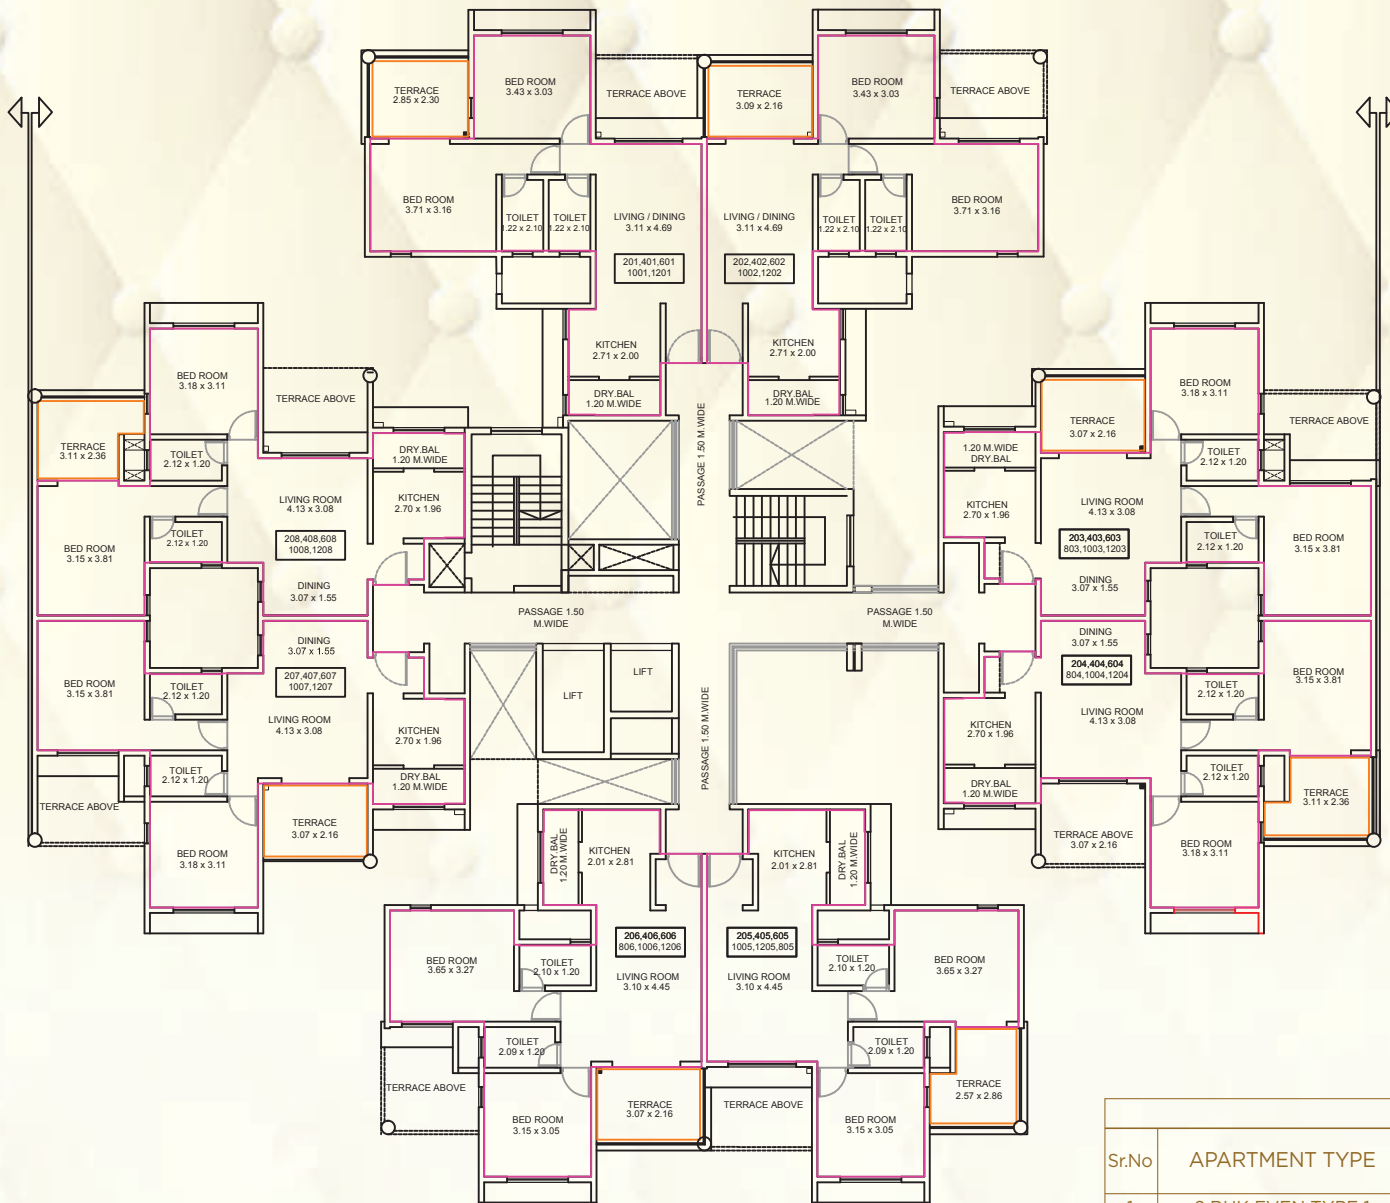 BED ROOM
3.43 x 3.03
TERRACE
2.85 x 2.30
TERRACE ABOVE
TERRACE
3.09 x 2.16
BED ROOM
3.43 x 3.03
TERRACE ABOVE
BED ROOM
3.71 x 3.16
TOILET
1.22 x 2.10
TOILET
1.22 x 2.10
LIVING / DINING
3.11 x 4.69
LIVING / DINING
3.11 x 4.69
TOILET
1.22 x 2.10
TOILET
1.22 x 2.10
BED ROOM
3.71 x 3.16
201,401,601
1001,1201
202,402,602
1002,1202
KITCHEN
2.71 x 2.00
KITCHEN
2.71 x 2.00
DRY.BAL
1.20 M.WIDE
DRY.BAL
1.20 M.WIDE
PASSAGE 1.50 M.WIDE
BED ROOM
3.18 x 3.11
TERRACE ABOVE
TERRACE
3.11 x 2.36
TOILET
2.12 x 1.20
DRY.BAL
1.20 M.WIDE
KITCHEN
2.70 x 1.96
LIVING ROOM
4.13 x 3.08
208,408,608
1008,1208
TOILET
2.12 x 1.20
BED ROOM
3.15 x 3.81
DINING
3.07 x 1.55
BED ROOM
3.18 x 3.11
TERRACE
3.07 x 2.16
TERRACE ABOVE
TOILET
2.12 x 1.20
1.20 M.WIDE
DRY.BAL
KITCHEN
2.70 x 1.96
LIVING ROOM
4.13 x 3.08
203,403,603
803,1003,1203
TOILET
2.12 x 1.20
BED ROOM
3.15 x 3.81
DINING
3.07 x 1.55
PASSAGE 1.50
M.WIDE
PASSAGE 1.50
M.WIDE
DINING
3.07 x 1.55
207,407,607
1007,1207
BED ROOM
3.15 x 3.81
TOILET
2.12 x 1.20
LIVING ROOM
4.13 x 3.08
KITCHEN
2.70 x 1.96
TOILET
2.12 x 1.20
DRY.BAL
1.20 M.WIDE
TERRACE ABOVE
TERRACE
3.07 x 2.16
BED ROOM
3.18 x 3.11
LIFT
LIFT
PASSAGE 1.50 M.WIDE
DINING
3.07 x 1.55
204,404,604
804,1004,1204
BED ROOM
3.15 x 3.81
TOILET
2.12 x 1.20
LIVING ROOM
4.13 x 3.08
KITCHEN
2.70 x 1.96
TOILET
2.12 x 1.20
DRY.BAL
1.20 M.WIDE
TERRACE
3.11 x 2.36
TERRACE ABOVE
3.07 x 2.16
BED ROOM
3.18 x 3.11
DRY.BAL
1.20 M.WIDE
KITCHEN
2.01 x 2.81
KITCHEN
2.01 x 2.81
DRY.BAL
1.20 M.WIDE
206,406,606
806,1006,1206
205,405,605
1005,1205,805
BED ROOM
3.65 x 3.27
TOILET
2.10 x 1.20
LIVING ROOM
3.10 x 4.45
LIVING ROOM
3.10 x 4.45
TOILET
2.10 x 1.20
BED ROOM
3.65 x 3.27
TOILET
2.09 x 1.20
TOILET
2.09 x 1.20
TERRACE ABOVE
TERRACE
3.07 x 2.16
TERRACE ABOVE
TERRACE
2.57 x 2.86
BED ROOM
3.15 x 3.05
BED ROOM
3.15 x 3.05
Sr.No
APARTMENT TYPE
1
2 BHK EVEN TYPE 1